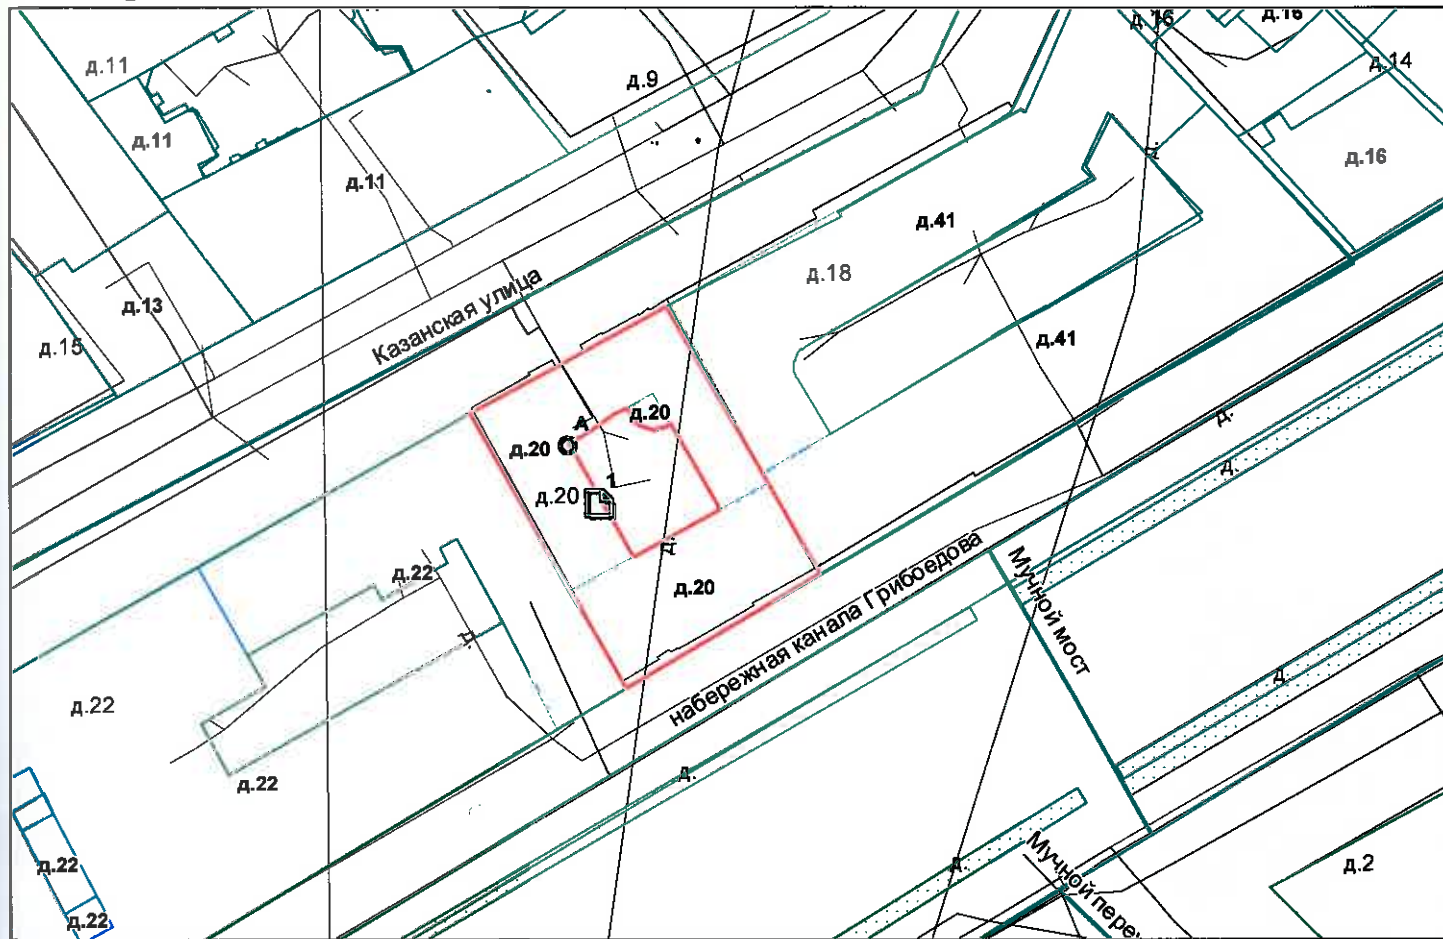 д.16
д.16
д.14
д.11
д.9
д.11
д.16
д.11
д.
д.41
д.18
д.13
Казанская улица
д.15
д.41
А
д.20
д.
д.20
д.
1
д.20
Д.
набережная канала Грибоедова
д.22
Мучной мост
д.20
д.
д.
д.22
д.
д.22
Мучной пере
д.22
д.
д.2
д.22